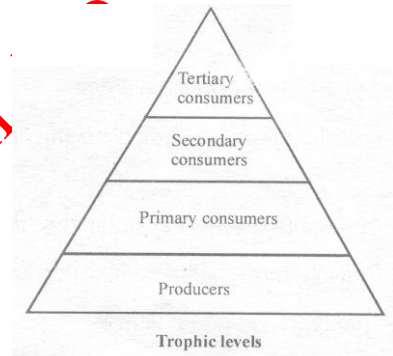 Tertiary
consumers
Secondary
consumers
Primary consumers
Producers
Trophic levels